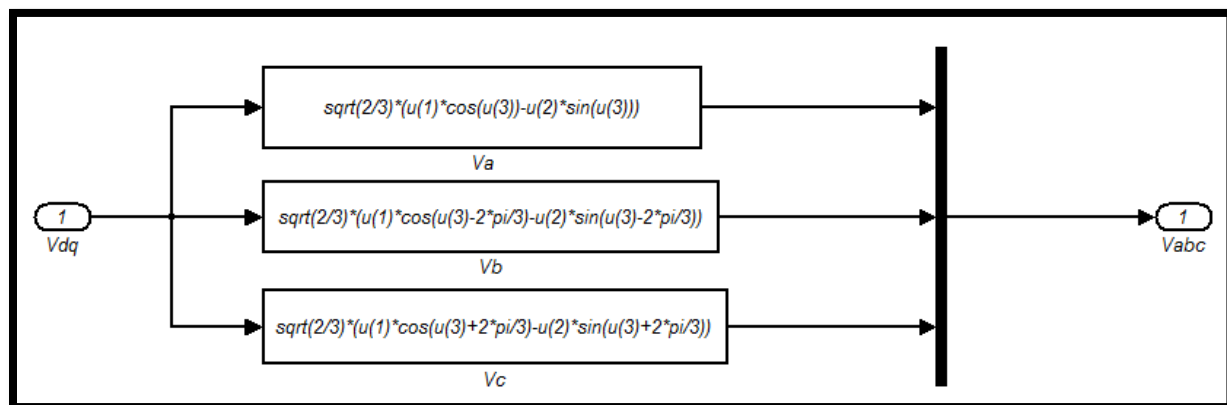 sqrt(2/3)*(u(1)*cos(u(3))-u(2)*sin(u(3)))
Va
1
Vdq
sqrt(2/3)*(u(1)*cos(u(3)-2*pi/3)-u(2)*sin(u(3)-2*pi/3))
Vb
1
Vabc
sqrt(2/3)*(u(1)*cos(u(3)+2*pi/3)-u(2)*sin(u(3)+2*pi/3))
Vc